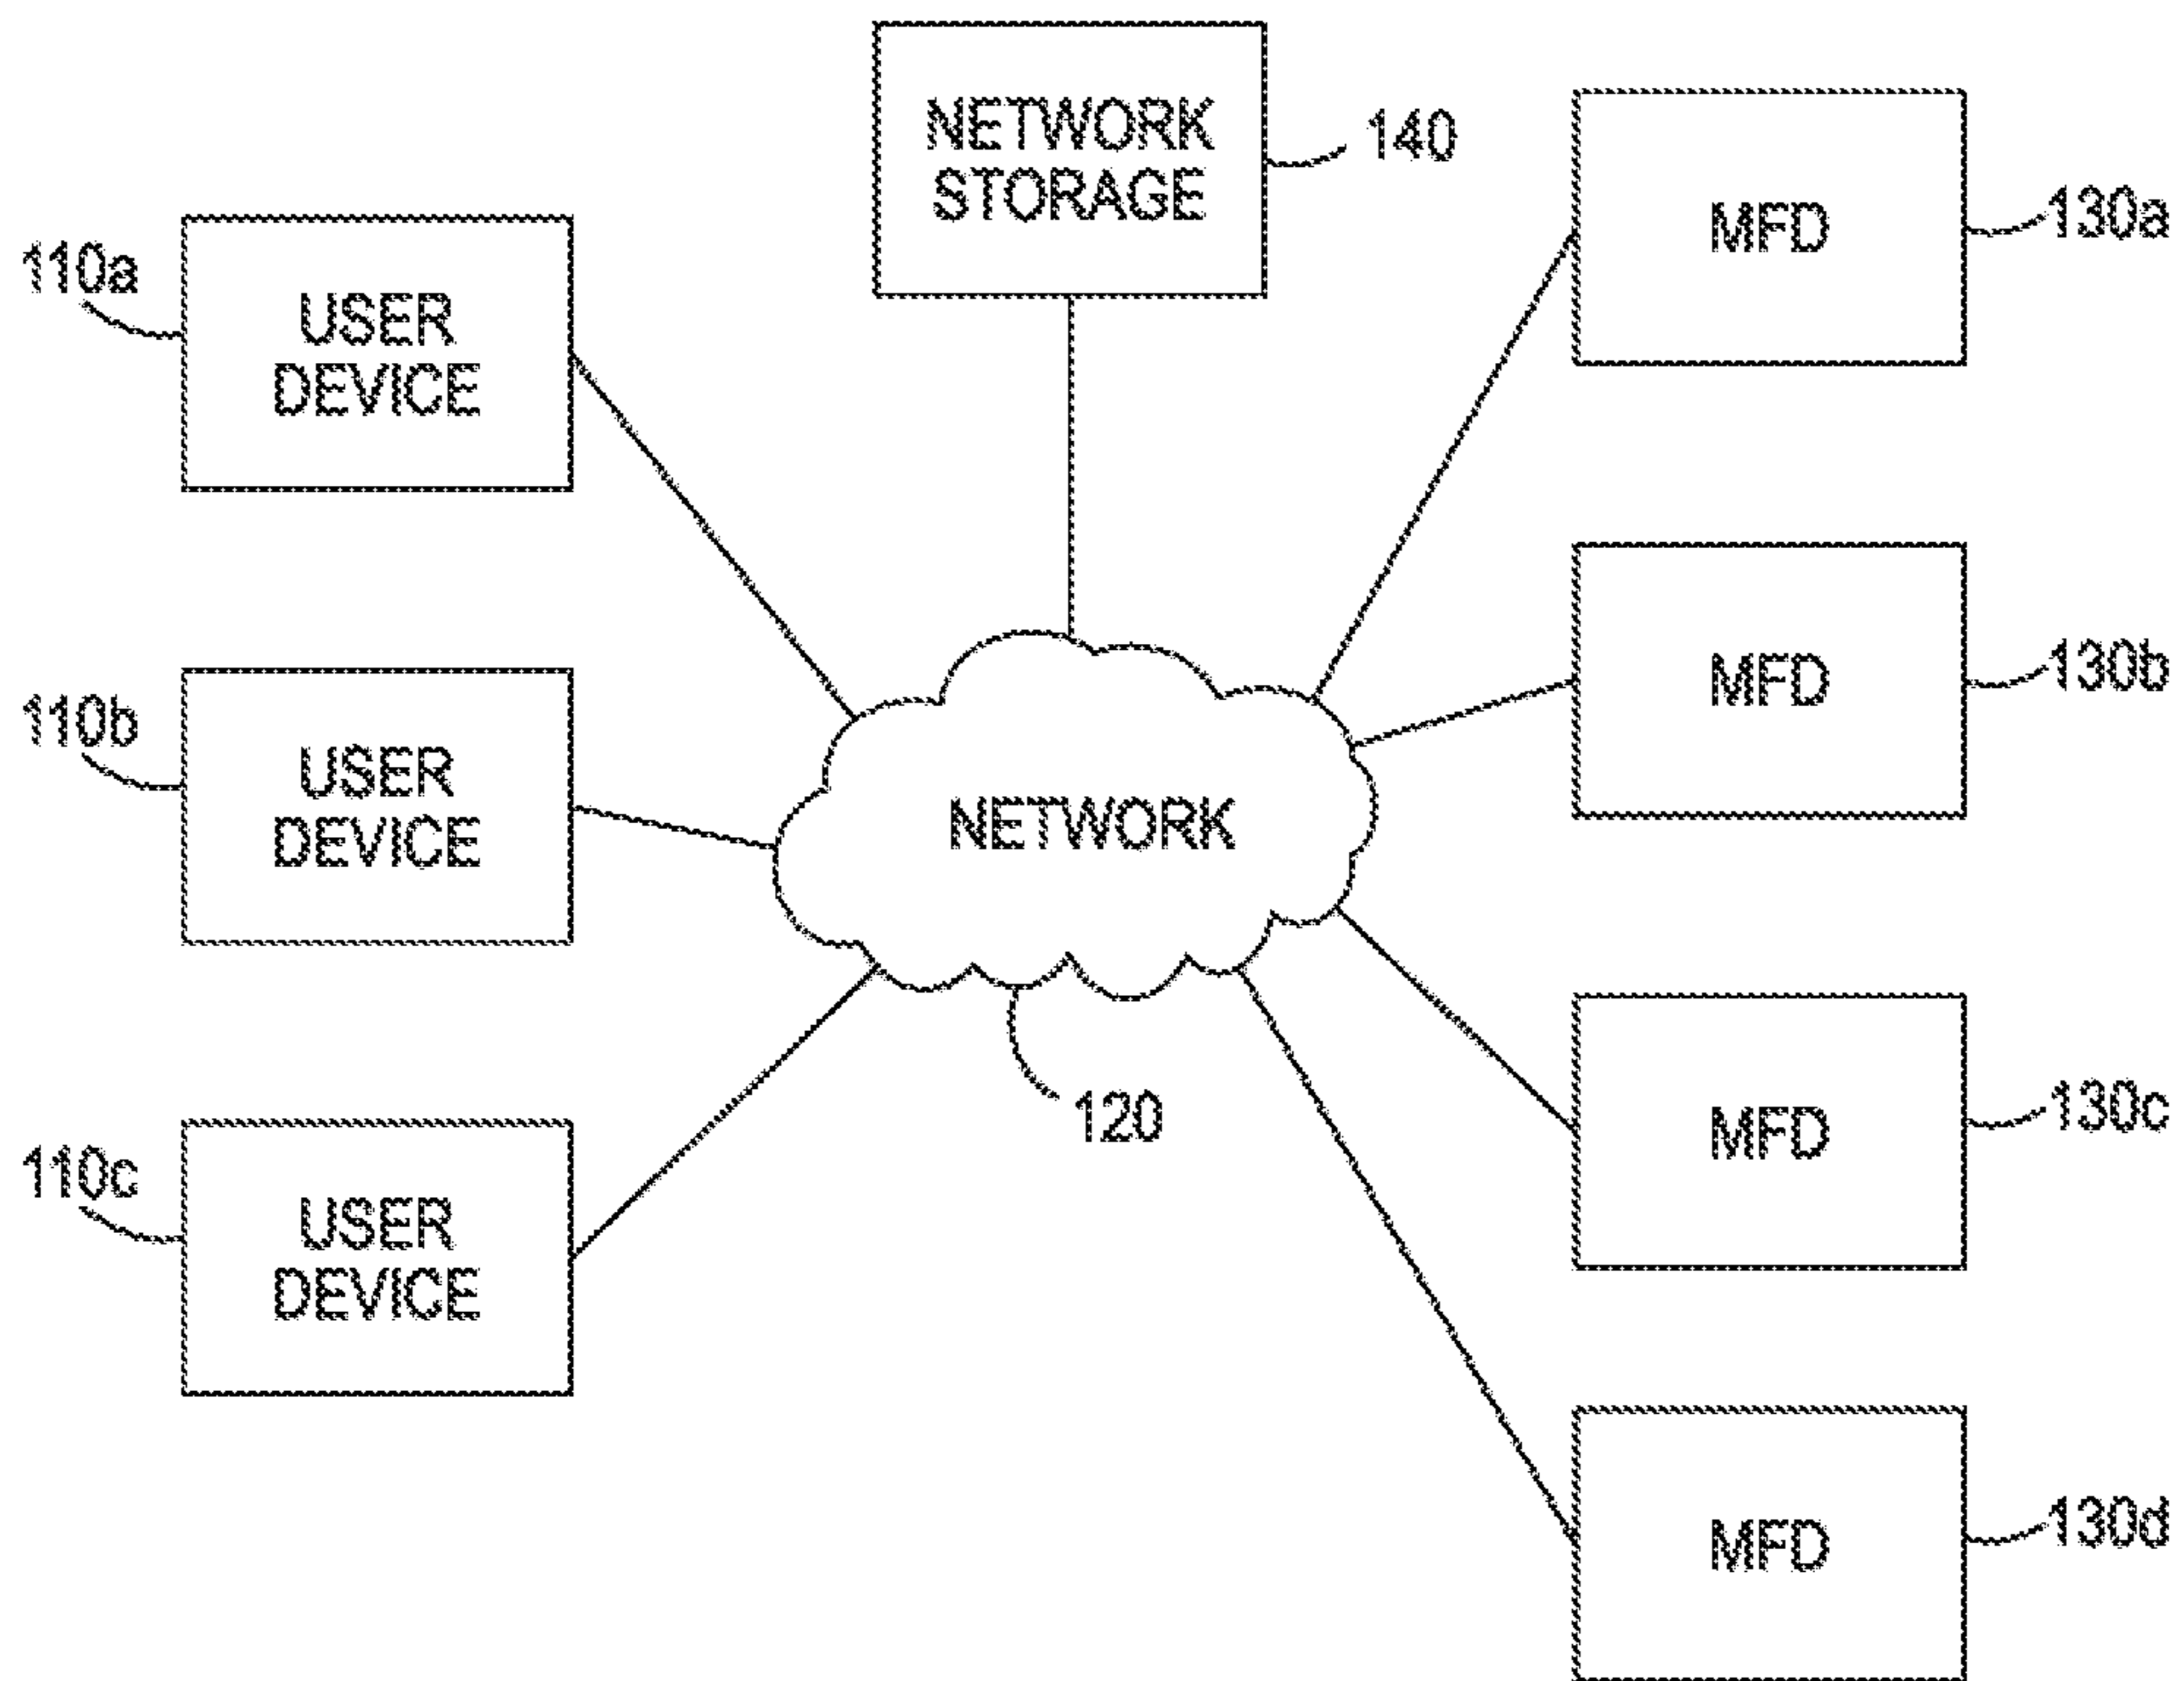 NETWORK
STORAGE
140
MFD
130a
110a
USER
DEVICE
MFD
130b
110b
USER
DEVICE
NETWORK
120
MFD
130c
110c
USER
DEVICE
MFD
130d